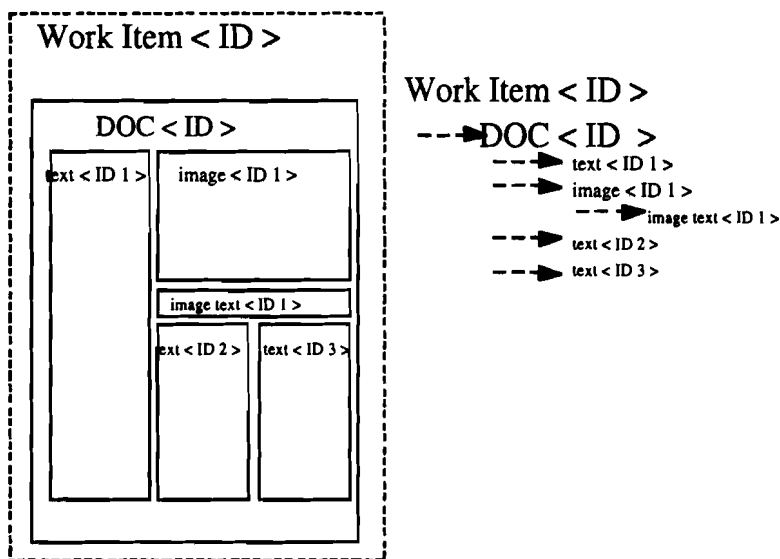 Work Item < ID >
DOC < ID >
text < ID 1 >
image < ID 1 >
image text < ID 1 >
ext < ID 2 >
text < ID 3 >
Work Item < ID >
DOC < ID >
text < ID 1 >
image < ID 1 >
image text < ID 1 >
text < ID 2 >
text < ID 3 >